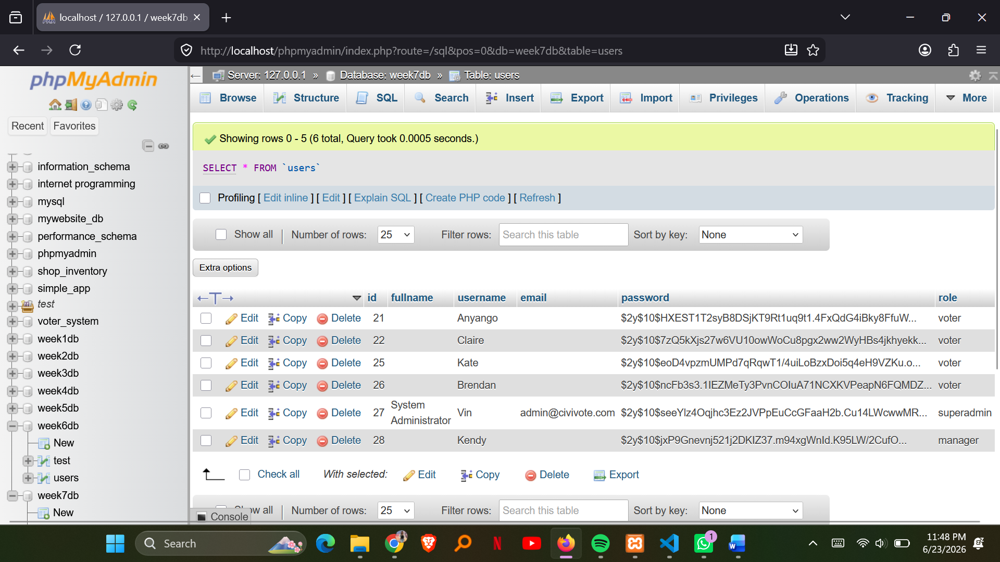 localhost / 127.0.0.1 / week7db
http://localhost/phpmyadmin/index.php?route=/sql&pos=0&db=week7db&table=users
phpMyAdmin
Recent Favorites
information_schema
internet programming
mysql
mywebsite_db
performance_schema
phpmyadmin
shop_inventory
simple_app
test
voter_system
week1db
week2db
week3db
week4db
week5db
week6db
New
test
users
week7db
New
Server: 127.0.0.1 » Database: week7db » Table: users
Browse Structure SQL Search Insert Export Import Privileges Operations Tracking More
Showing rows 0 - 5 (6 total, Query took 0.0005 seconds.)
SELECT * FROM `users`
Profiling [ Edit inline ] [ Edit ] [ Explain SQL ] [ Create PHP code ] [ Refresh ]
Show all Number of rows: 25 Filter rows: Search this table Sort by key: None
Extra options
id fullname username email password role
Edit Copy Delete 21 Anyango $2y$10$HXEST1T2syB8DSjKT9Rt1uq9t1.4FxQdG4iBky8FfuW... voter
Edit Copy Delete 22 Claire $2y$10$7zQ5kXjs27w6VU10owWoCu8pgx2ww2WyHBs4jkhyekk... voter
Edit Copy Delete 25 Kate $2y$10$eoD4vpzmUMPd7qRqwT1/4uiLoBzxDoi5q4eH9VZKu.o... voter
Edit Copy Delete 26 Brendan $2y$10$ncFb3s3.1IEZMeTy3PvnCOIuA71NCXKVPeapN6FQMDZ... voter
Edit Copy Delete 27 System Administrator Vin admin@civivote.com $2y$10$seeYlz4Oqjhc3Ez2JVPpEuCcGFaaH2b.Cu14LWcwwMR... superadmin
Edit Copy Delete 28 Kendy $2y$10$jxP9Gnevnj521j2DKIZ37.m94xgWnId.K95LW/2CufO... manager
Check all With selected: Edit Copy Delete Export
Show all Number of rows: 25 Filter rows: Search this table Sort by key: None
Console
Search
1
11:48 PM
6/23/2026